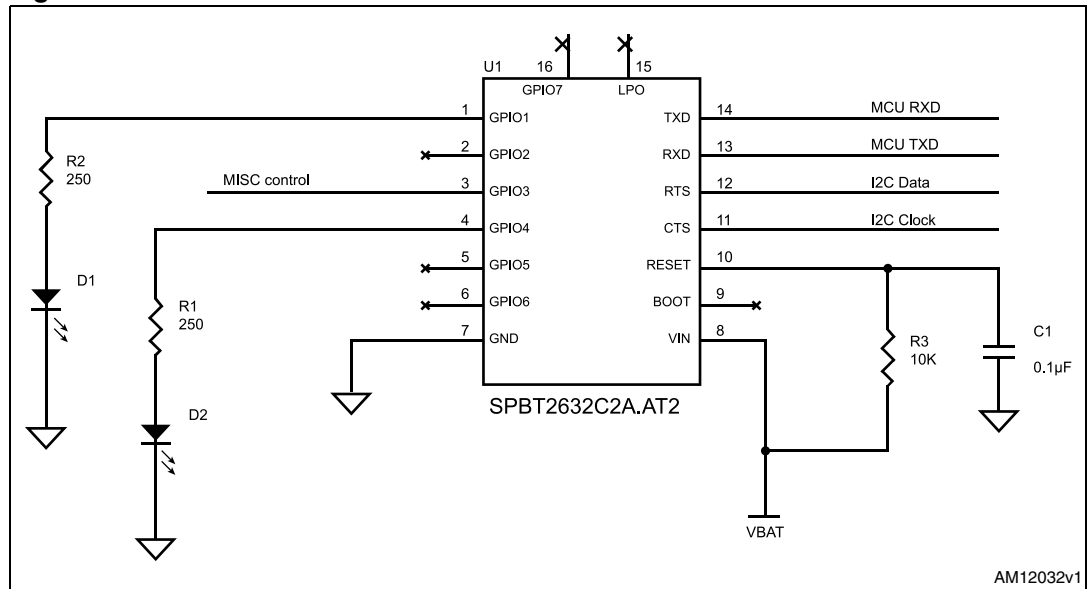 U1
16
15
GPIO7
LPO
1
GPIO1
TXD
14
MCU RXD
2
GPIO2
RXD
13
MCU TXD
R2
250
MISC control
3
GPIO3
RTS
12
I2C Data
4
GPIO4
CTS
11
I2C Clock
5
GPIO5
RESET
10
D1
R1
250
6
GPIO6
BOOT
9
7
GND
VIN
8
R3
10K
C1
0.1µF
SPBT2632C2A.AT2
D2
VBAT
AM12032v1